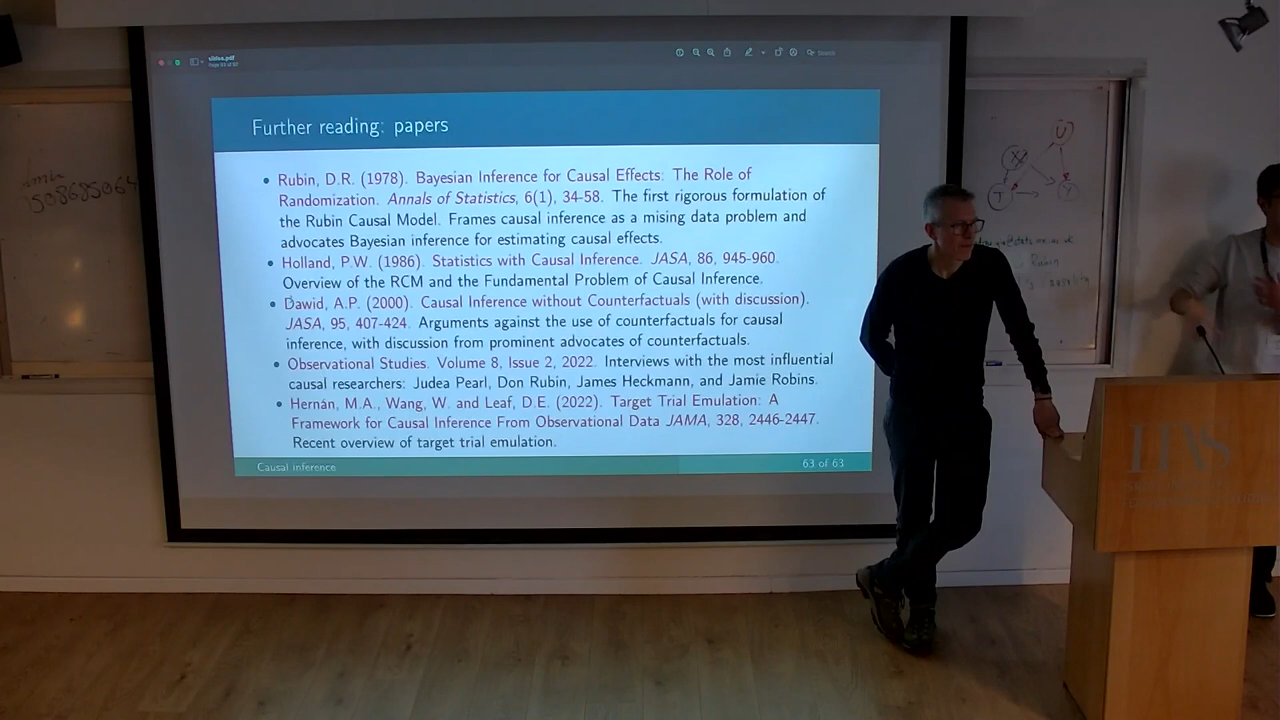 slides.pdf
Search
Further reading: papers
• Rubin, D.R. (1978). Bayesian Inference for Causal Effects: The Role of
Randomization. Annals of Statistics, 6(1), 34-58. The first rigorous formulation of
the Rubin Causal Model. Frames causal inference as a mising data problem and
advocates Bayesian inference for estimating causal effects.
• Holland, P.W. (1986). Statistics with Causal Inference. JASA, 86, 945-960.
Overview of the RCM and the Fundamental Problem of Causal Inference.
• Dawid, A.P. (2000). Causal Inference without Counterfactuals (with discussion).
JASA, 95, 407-424. Arguments against the use of counterfactuals for causal
inference, with discussion from prominent advocates of counterfactuals.
• Observational Studies. Volume 8, Issue 2, 2022. Interviews with the most influential
causal researchers: Judea Pearl, Don Rubin, James Heckmann, and Jamie Robins.
• Hernán, M.A., Wang, W. and Leaf, D.E. (2022). Target Trial Emulation: A
Framework for Causal Inference From Observational Data JAMA, 328, 2446-2447.
Recent overview of target trial emulation.
Causal inference 63 of 63
U
X
T Y
Rubin
IIAS